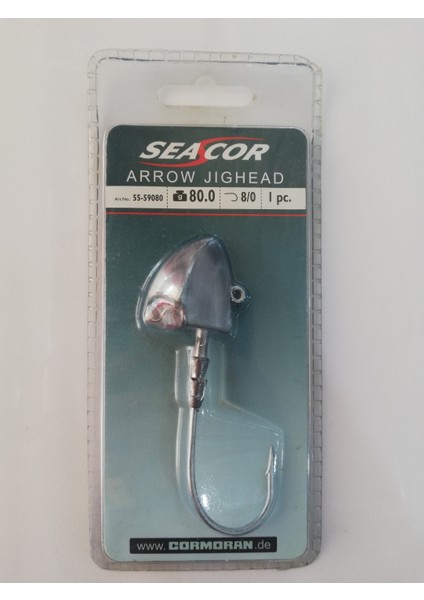 SEACOR
ARROW JIGHEAD
Art.No. 55-59080 g 80.0 8/0 1 pc.
www.CORMORAN.de